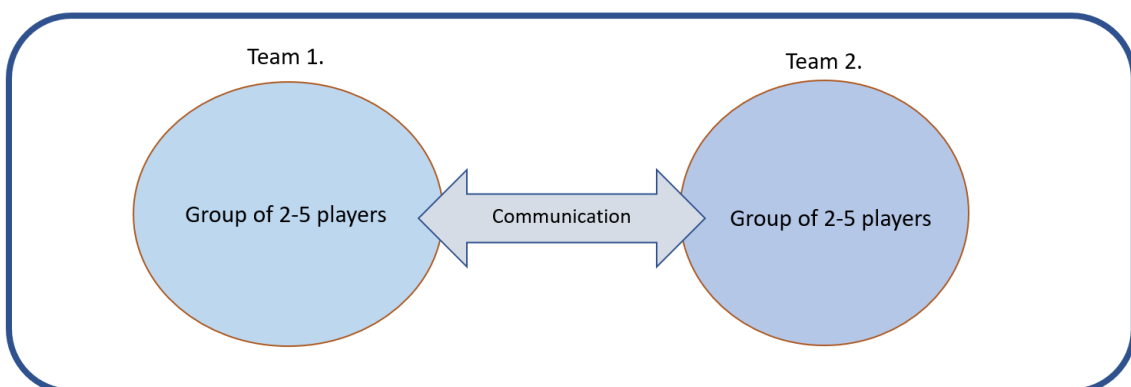 Team 1.
Team 2.
Group of 2-5 players
Communication
Group of 2-5 players